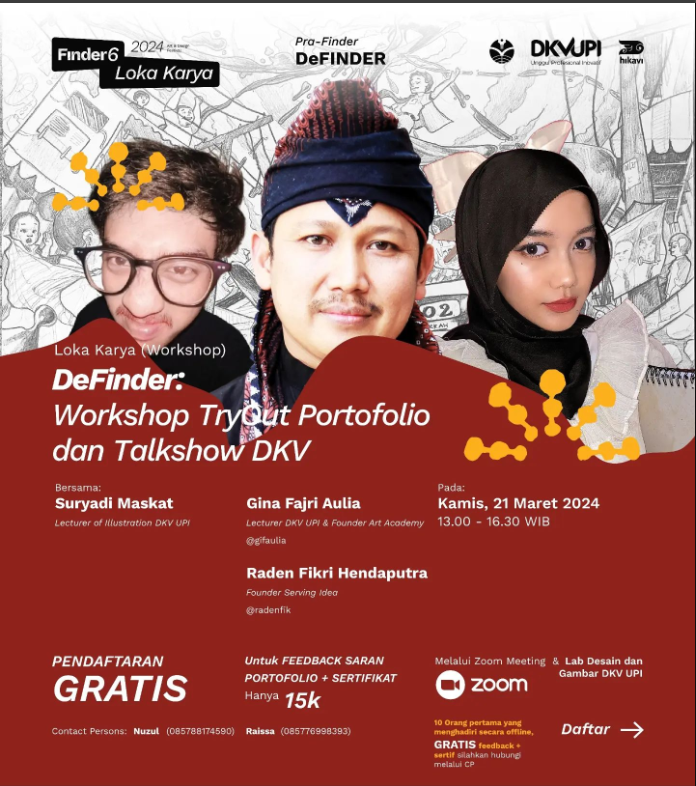 Finder6
2024
Loka Karya
Pra-Finder
DeFINDER
DKVUPI
Unggul Profesional Inovatif
hikavi
02
Loka Karya (Workshop)
DeFinder:
Workshop TryOut Portofolio
dan Talkshow DKV
Bersama:
Suryadi Maskat
Lecturer of Illustration DKV UPI
Gina Fajri Aulia
Lecturer DKV UPI & Founder Art Academy
@gifaulia
Raden Fikri Hendaputra
Founder Serving Idea
@radenfik
Pada:
Kamis, 21 Maret 2024
13.00 - 16.30 WIB
PENDAFTARAN
GRATIS
Untuk FEEDBACK SARAN
PORTOFOLIO + SERTIFIKAT
Hanya 15k
Melalui Zoom Meeting & Lab Desain dan
Gambar DKV UPI
zoom
Contact Persons: Nuzul (085788174590) Raissa (085776998393)
10 Orang pertama yang
menghadiri secara offline,
GRATIS feedback +
sertif silahkan hubungi
melalui CP
Daftar